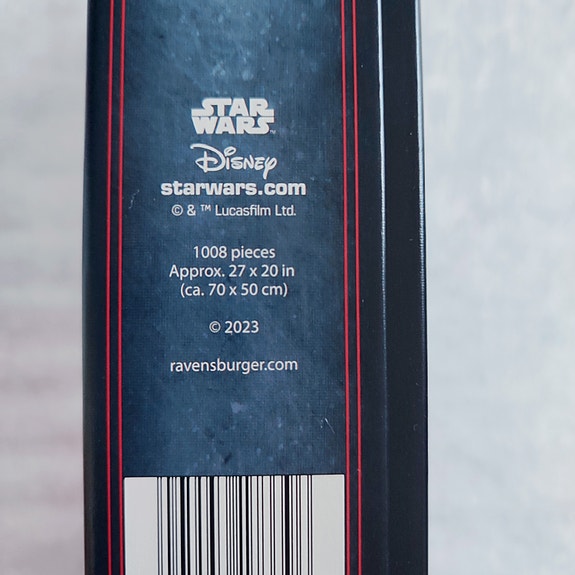 STAR
WARS™
Disney
starwars.com
© & ™ Lucasfilm Ltd.
1008 pieces
Approx. 27 x 20 in
(ca. 70 x 50 cm)
© 2023
ravensburger.com